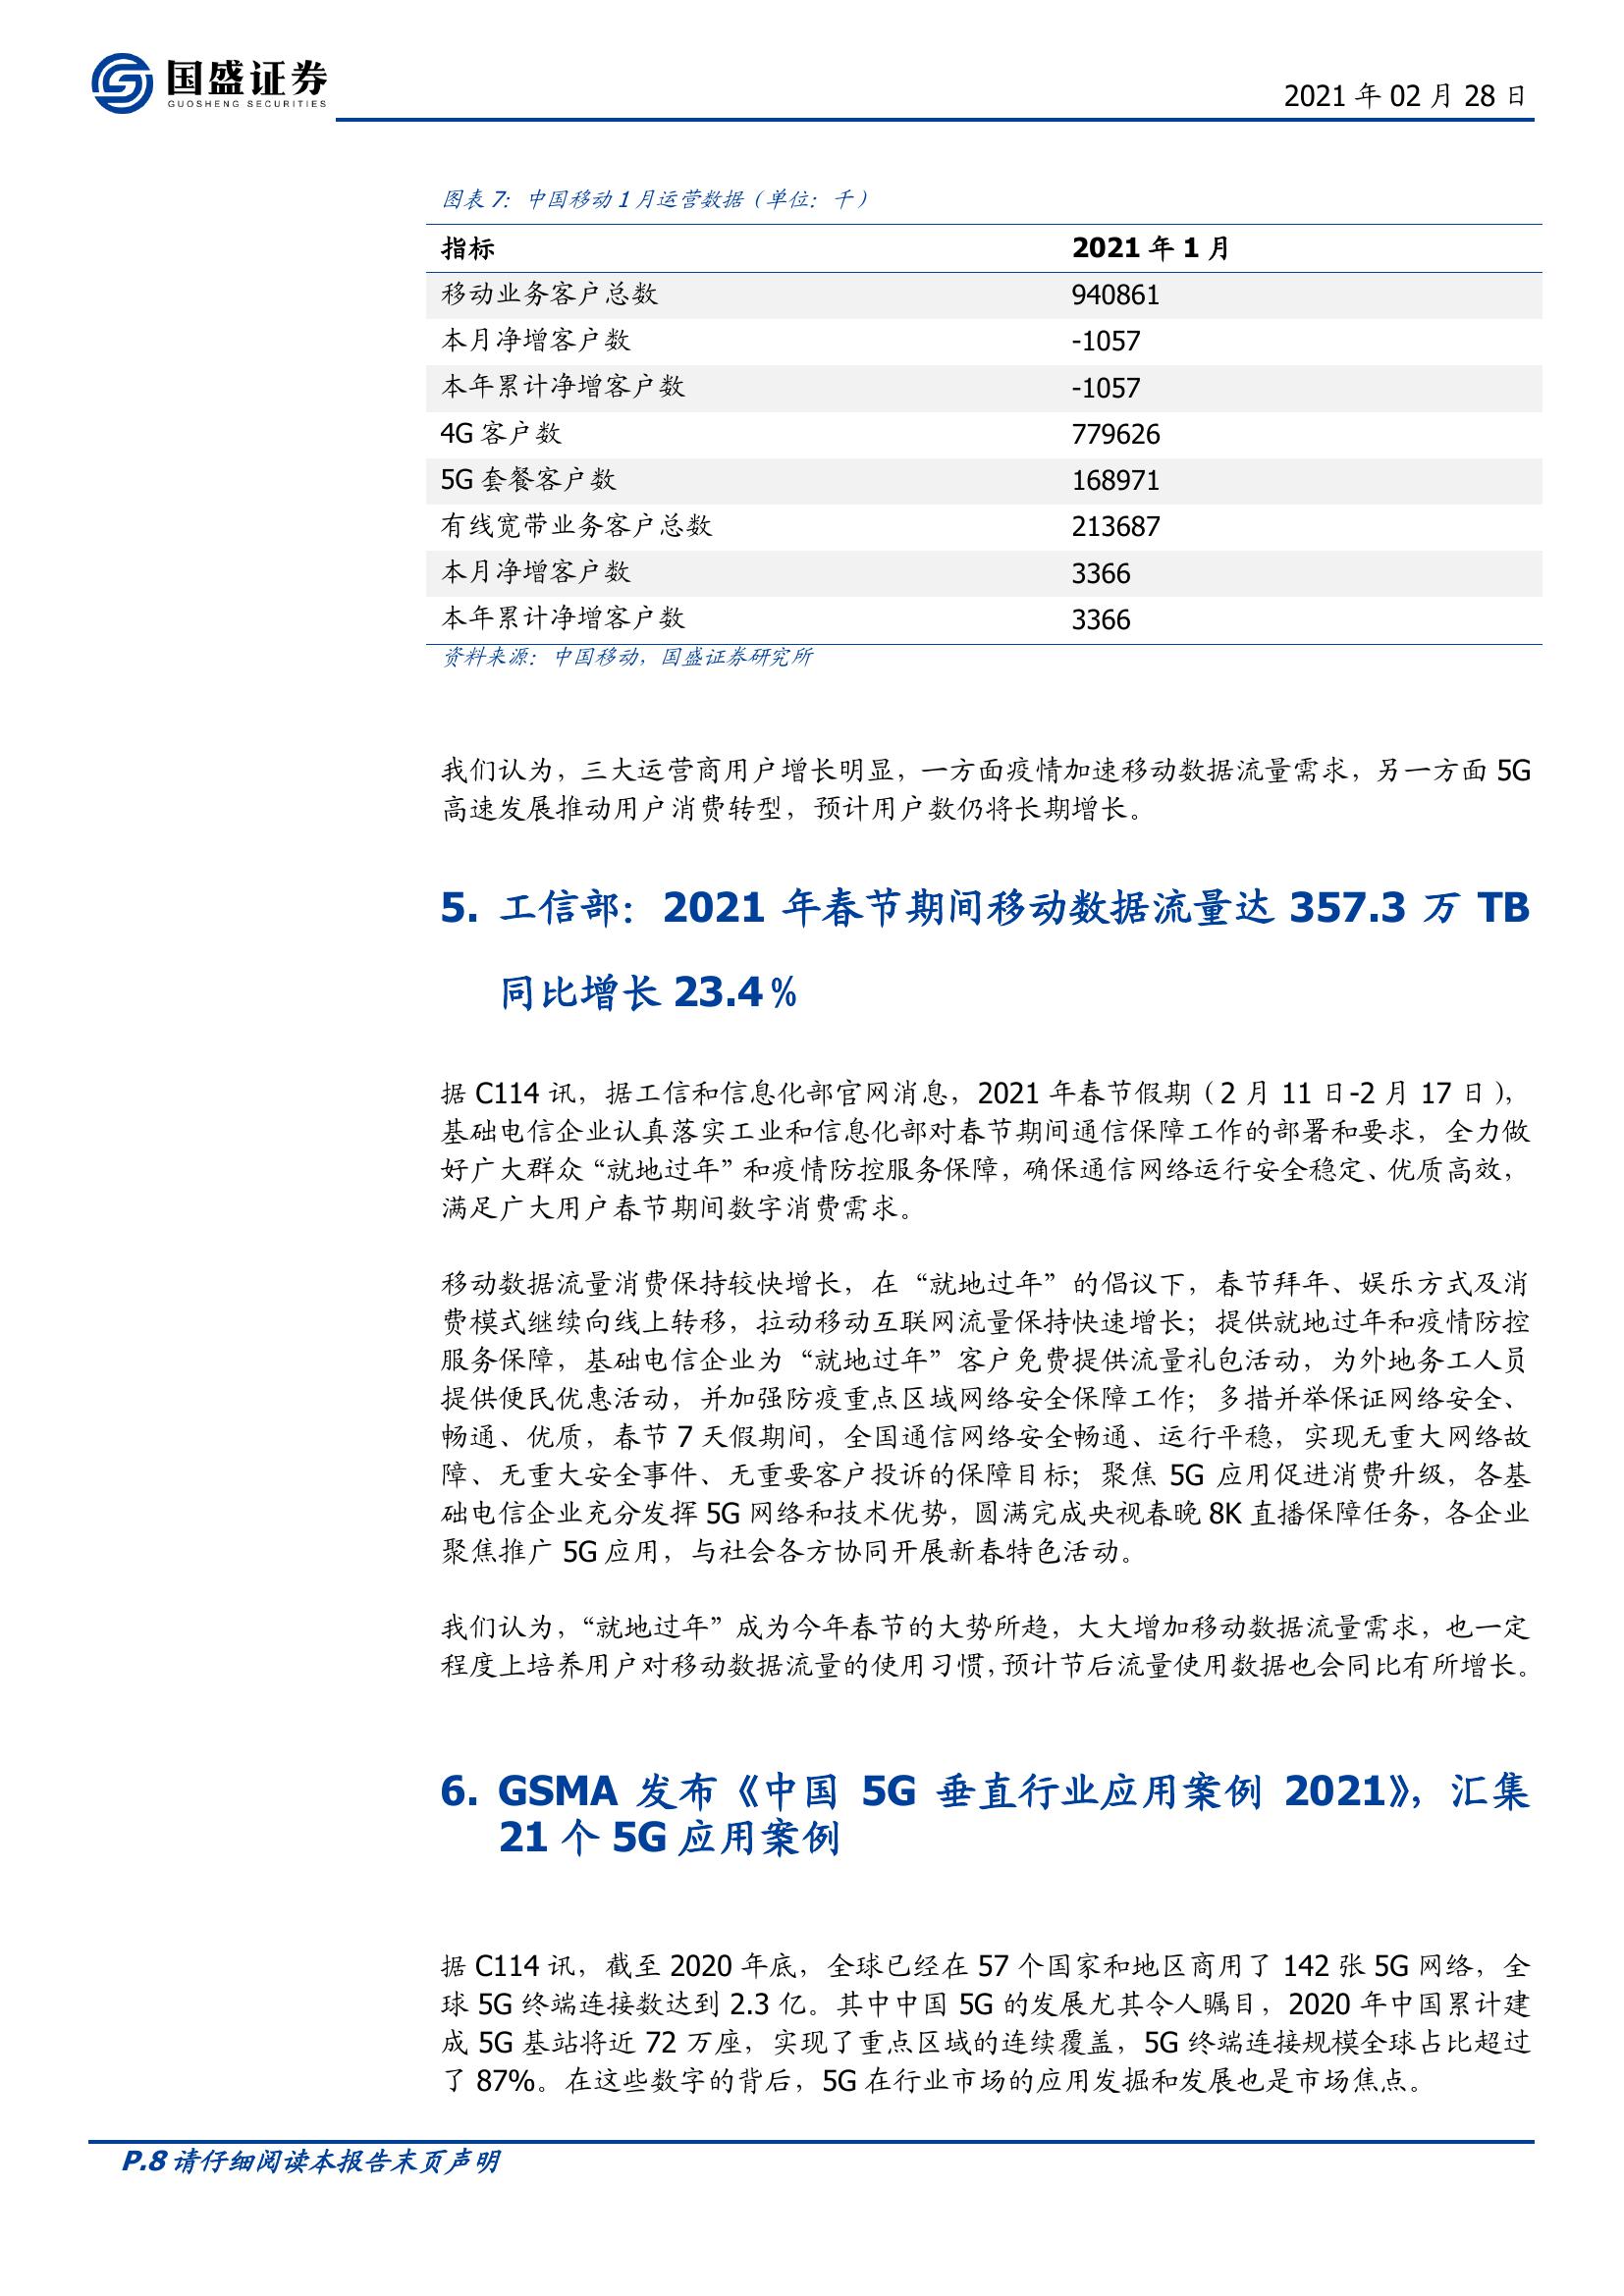 国盛证券
GUOSHENG SECURITIES
2021 年 02 月 28 日
图表 7：中国移动 1 月运营数据（单位：千）
指标 2021 年 1 月
移动业务客户总数 940861
本月净增客户数 -1057
本年累计净增客户数 -1057
4G 客户数 779626
5G 套餐客户数 168971
有线宽带业务客户总数 213687
本月净增客户数 3366
本年累计净增客户数 3366
资料来源：中国移动，国盛证券研究所
我们认为，三大运营商用户增长明显，一方面疫情加速移动数据流量需求，另一方面 5G
高速发展推动用户消费转型，预计用户数仍将长期增长。
5. 工信部：2021 年春节期间移动数据流量达 357.3 万 TB
同比增长 23.4％
据 C114 讯，据工信和信息化部官网消息，2021 年春节假期（2 月 11 日-2 月 17 日），
基础电信企业认真落实工业和信息化部对春节期间通信保障工作的部署和要求，全力做
好广大群众“就地过年”和疫情防控服务保障，确保通信网络运行安全稳定、优质高效，
满足广大用户春节期间数字消费需求。
移动数据流量消费保持较快增长，在“就地过年”的倡议下，春节拜年、娱乐方式及消
费模式继续向线上转移，拉动移动互联网流量保持快速增长；提供就地过年和疫情防控
服务保障，基础电信企业为“就地过年”客户免费提供流量礼包活动，为外地务工人员
提供便民优惠活动，并加强防疫重点区域网络安全保障工作；多措并举保证网络安全、
畅通、优质，春节 7 天假期间，全国通信网络安全畅通、运行平稳，实现无重大网络故
障、无重大安全事件、无重要客户投诉的保障目标；聚焦 5G 应用促进消费升级，各基
础电信企业充分发挥 5G 网络和技术优势，圆满完成央视春晚 8K 直播保障任务，各企业
聚焦推广 5G 应用，与社会各方协同开展新春特色活动。
我们认为，“就地过年”成为今年春节的大势所趋，大大增加移动数据流量需求，也一定
程度上培养用户对移动数据流量的使用习惯，预计节后流量使用数据也会同比有所增长。
6. GSMA 发布《中国 5G 垂直行业应用案例 2021》，汇集
21 个 5G 应用案例
据 C114 讯，截至 2020 年底，全球已经在 57 个国家和地区商用了 142 张 5G 网络，全
球 5G 终端连接数达到 2.3 亿。其中中国 5G 的发展尤其令人瞩目，2020 年中国累计建
成 5G 基站将近 72 万座，实现了重点区域的连续覆盖，5G 终端连接规模全球占比超过
了 87%。在这些数字的背后，5G 在行业市场的应用发掘和发展也是市场焦点。
P.8 请仔细阅读本报告末页声明